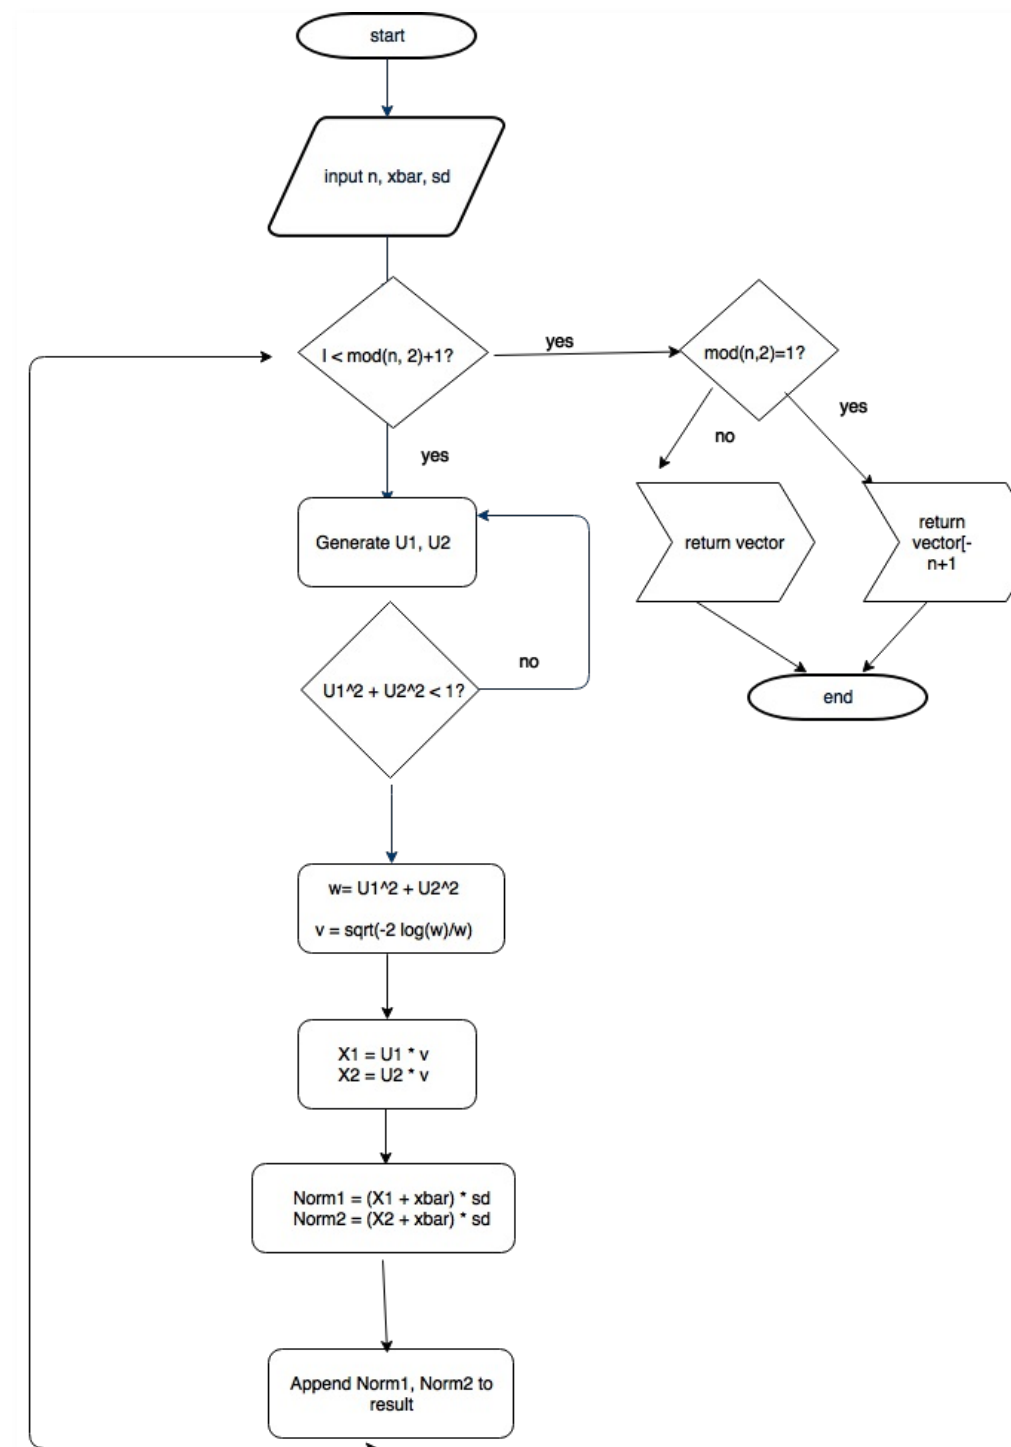 start
input n, xbar, sd
I < mod(n, 2)+1?
yes
mod(n,2)=1?
yes
no
yes
Generate U1, U2
return vector
return
vector[-
n+1
no
U1^2 + U2^2 < 1?
end
w= U1^2 + U2^2
v = sqrt(-2 log(w)/w)
X1 = U1 * v
X2 = U2 * v
Norm1 = (X1 + xbar) * sd
Norm2 = (X2 + xbar) * sd
Append Norm1, Norm2 to
result